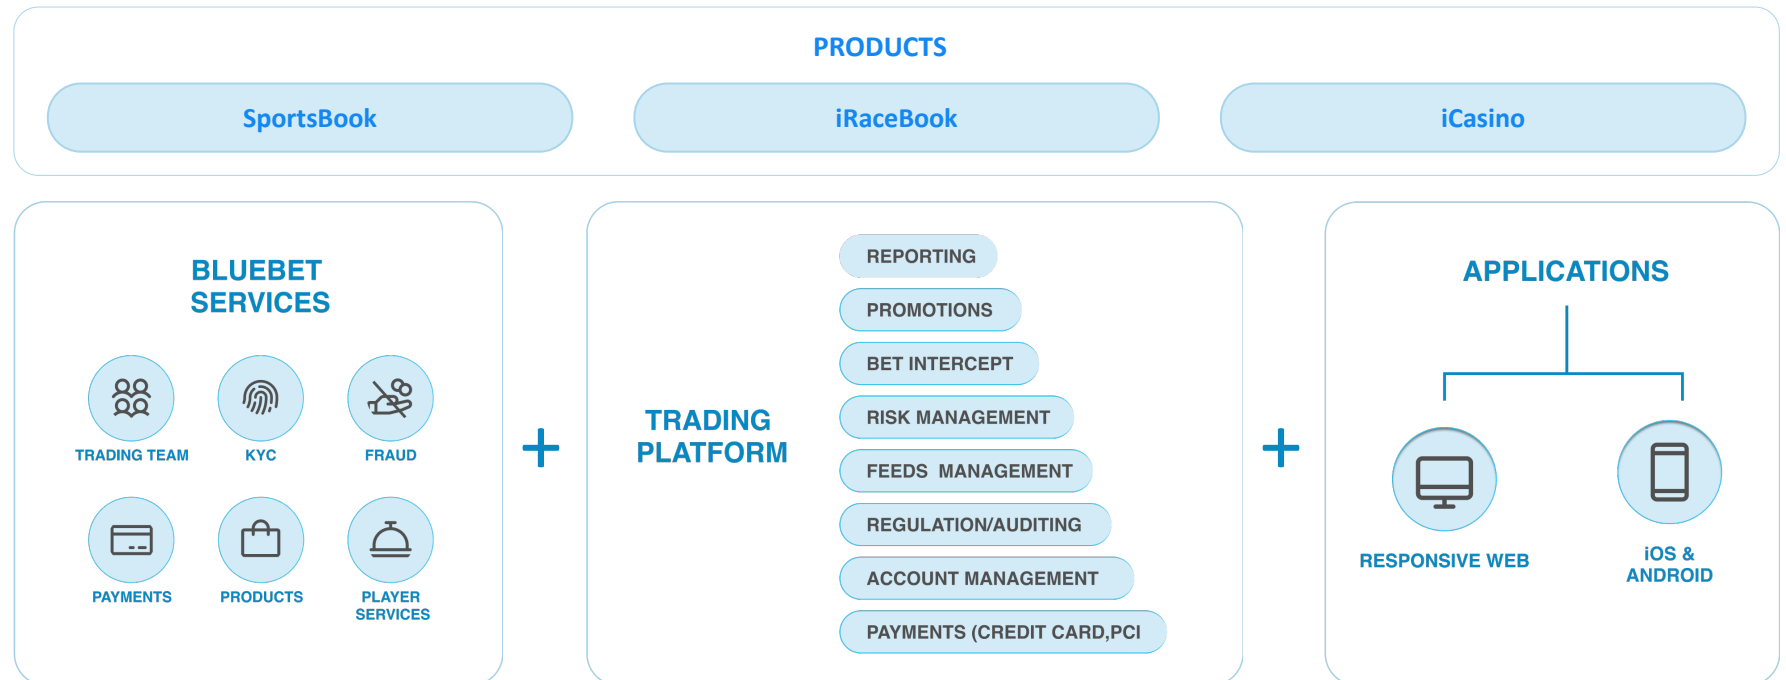 PRODUCTS
SportsBook
iRaceBook
iCasino
BLUEBET
SERVICES
TRADING TEAM
KYC
FRAUD
PAYMENTS
PRODUCTS
PLAYER
SERVICES
+
TRADING
PLATFORM
REPORTING
PROMOTIONS
BET INTERCEPT
RISK MANAGEMENT
FEEDS  MANAGEMENT
REGULATION/AUDITING
ACCOUNT MANAGEMENT
PAYMENTS (CREDIT CARD,PCI
+
APPLICATIONS
RESPONSIVE WEB
iOS &
ANDROID